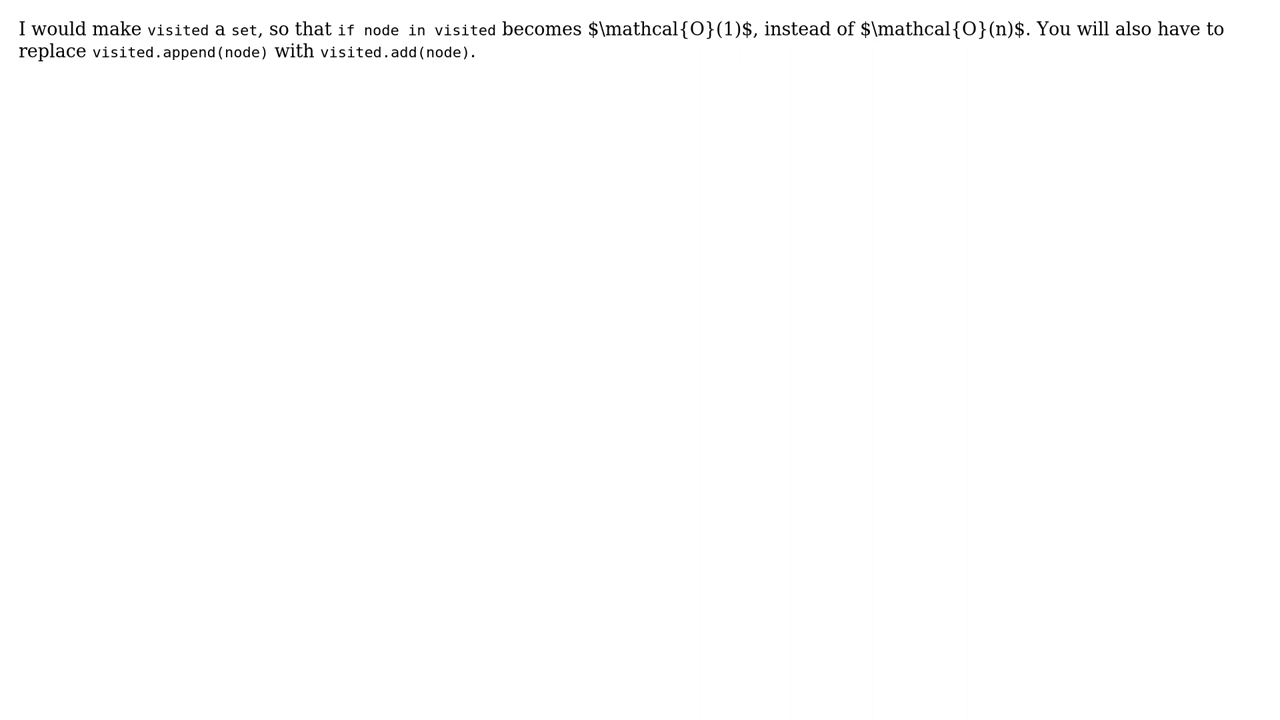 I would make visited a set, so that if node in visited becomes $\mathcal{O}(1)$, instead of $\mathcal{O}(n)$. You will also have to
replace visited.append(node) with visited.add(node).